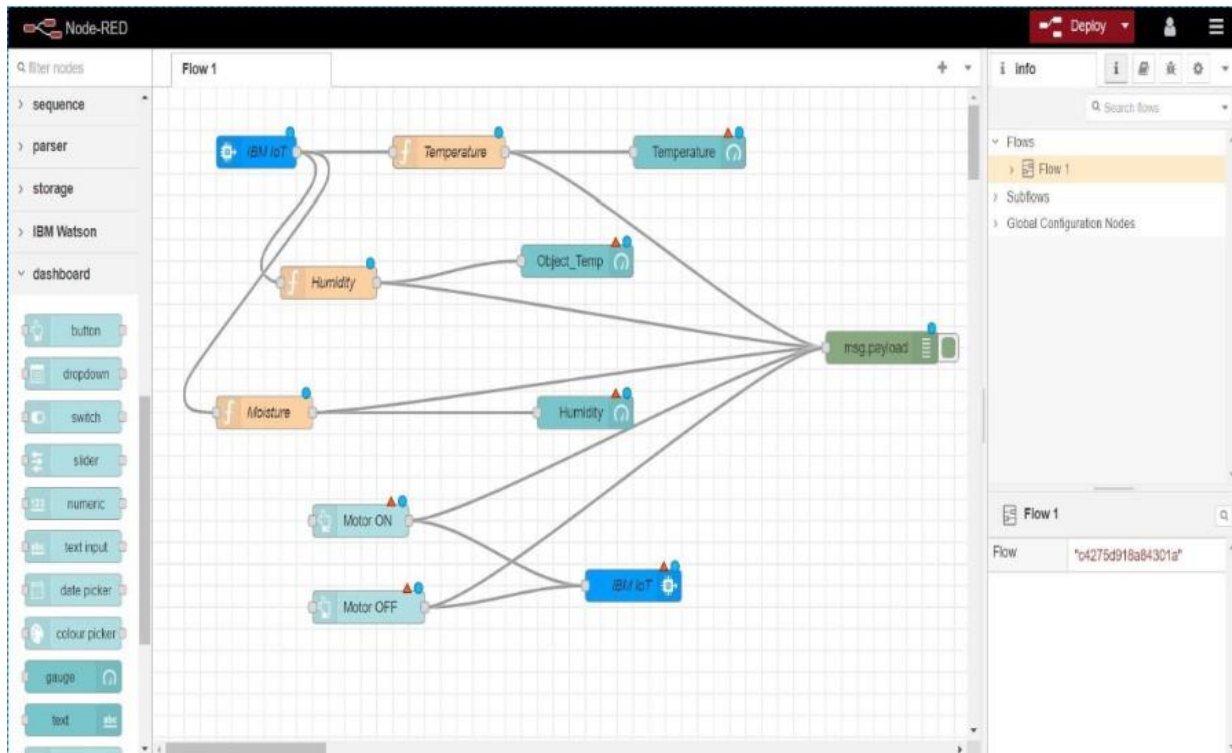 Node-RED
Deploy
filter nodes
Flow 1
info
Search flows
sequence
parser
storage
IBM Watson
dashboard
button
dropdown
switch
slider
numeric
text input
date picker
colour picker
gauge
text
IBM IoT
Temperature
Temperature
Object_Temp
Humidity
msg.payload
Moisture
Humidity
Motor ON
Motor OFF
IBM IoT
Flows
Flow 1
Subflows
Global Configuration Nodes
Flow 1
Flow "c4275d918a84301a"